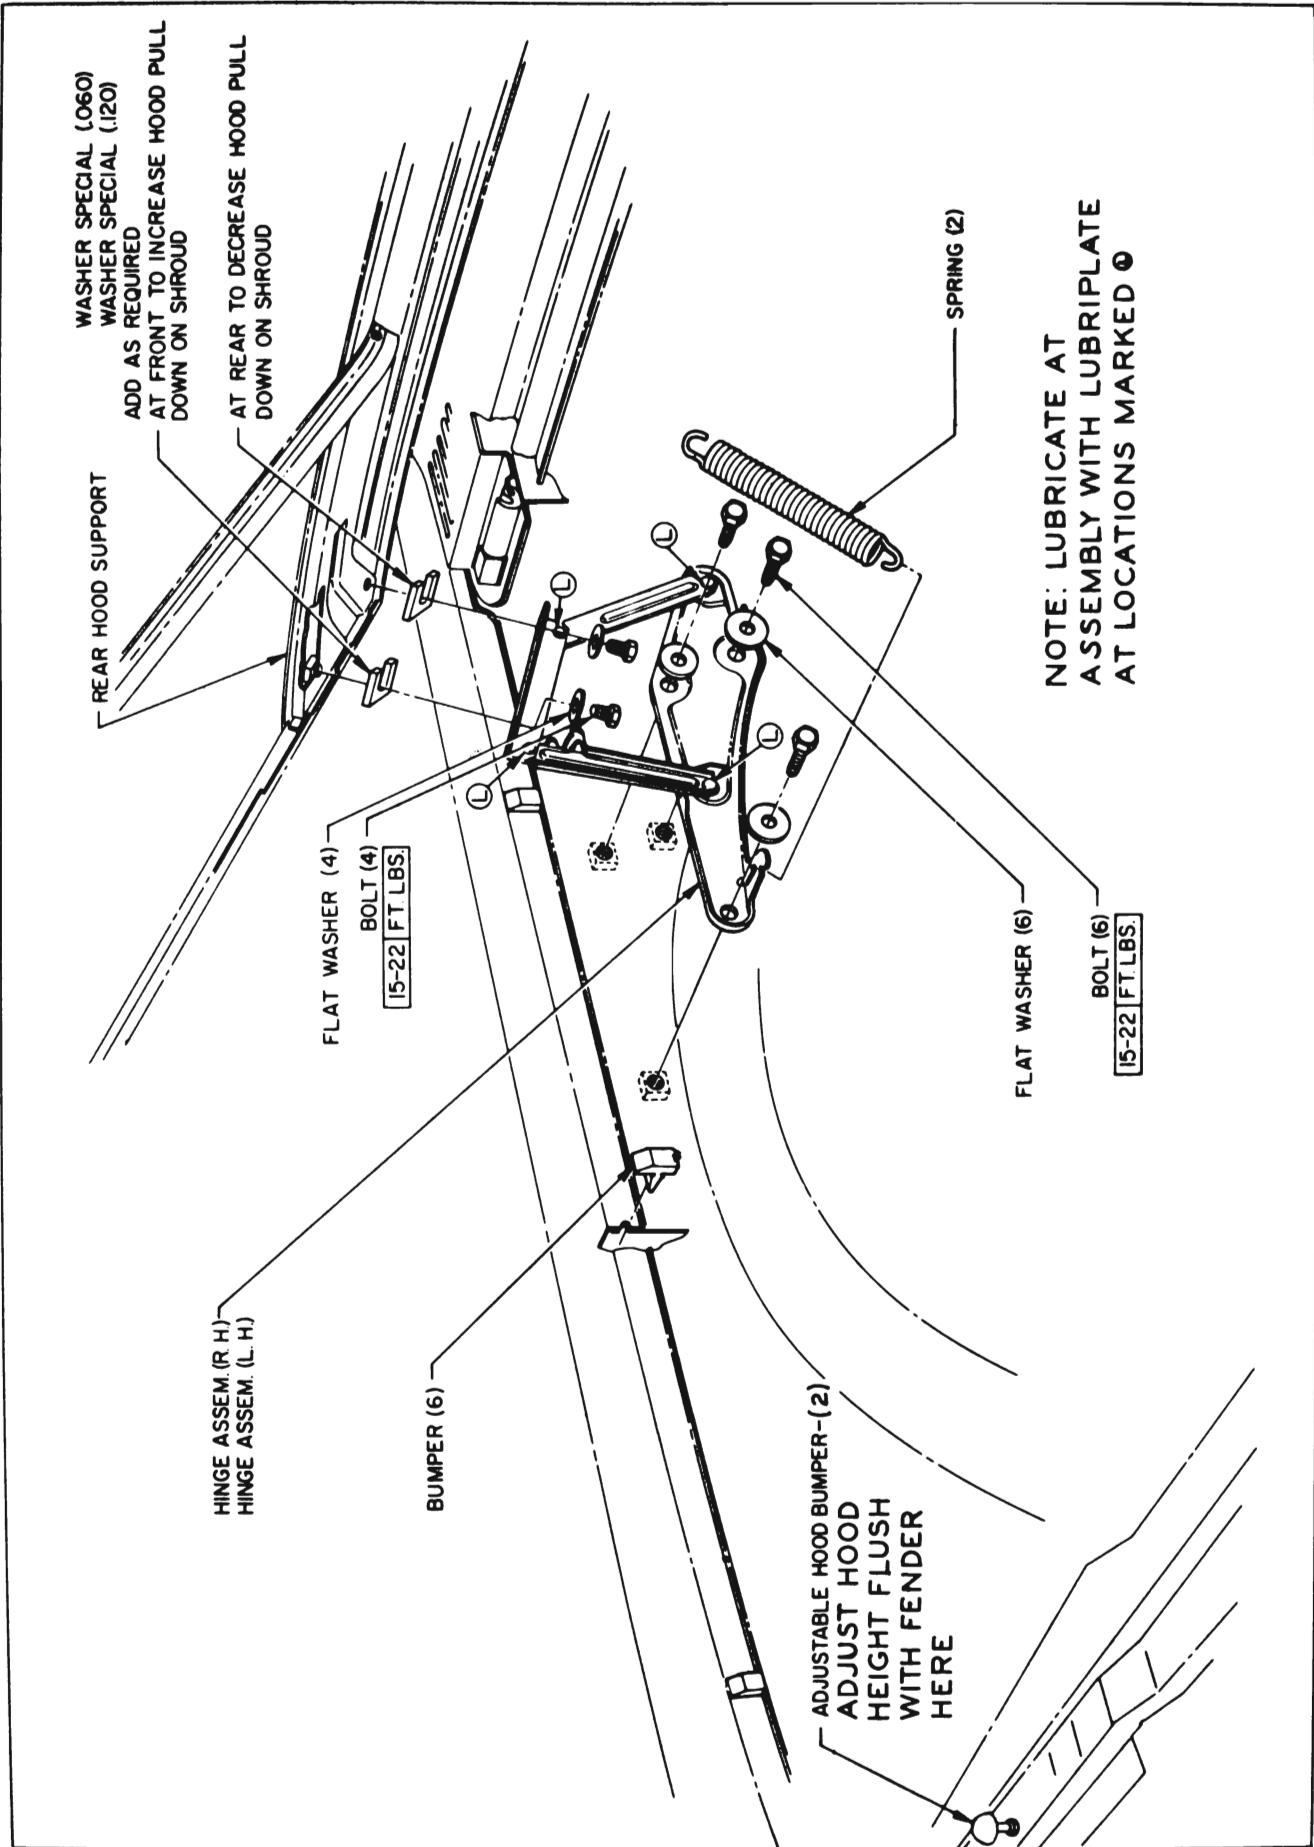 WASHER SPECIAL (.060)
WASHER SPECIAL (.120)
ADD AS REQUIRED
AT FRONT TO INCREASE HOOD PULL
DOWN ON SHROUD
AT REAR TO DECREASE HOOD PULL
DOWN ON SHROUD
REAR HOOD SUPPORT
FLAT WASHER (4)
BOLT (4)
15-22 FT. LBS.
HINGE ASSEM. (R. H.)
HINGE ASSEM. (L. H.)
BUMPER (6)
L
L
L
L
SPRING (2)
FLAT WASHER (6)
BOLT (6)
15-22 FT. LBS.
NOTE: LUBRICATE AT
ASSEMBLY WITH LUBRIPLATE
AT LOCATIONS MARKED Ⓛ
ADJUSTABLE HOOD BUMPER-(2)
ADJUST HOOD
HEIGHT FLUSH
WITH FENDER
HERE